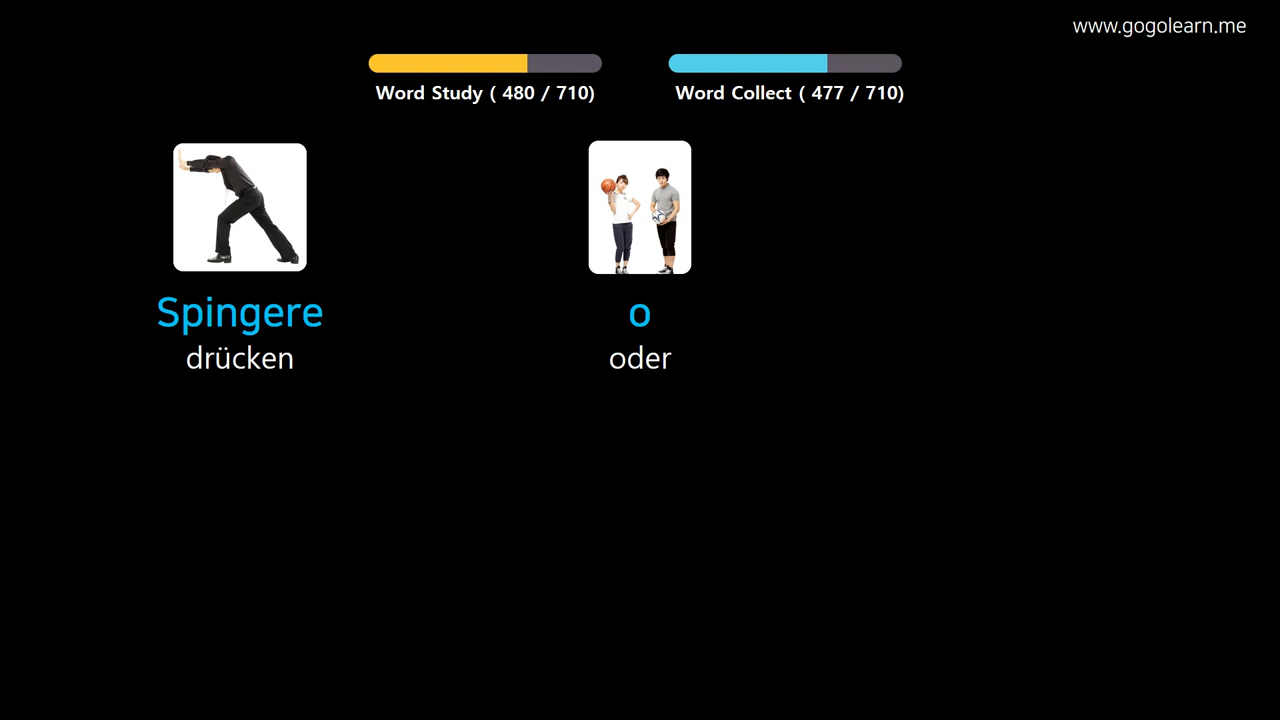 www.gogolearn.me
Word Study ( 480 / 710)
Word Collect ( 477 / 710)
Spingere
drücken
o
oder